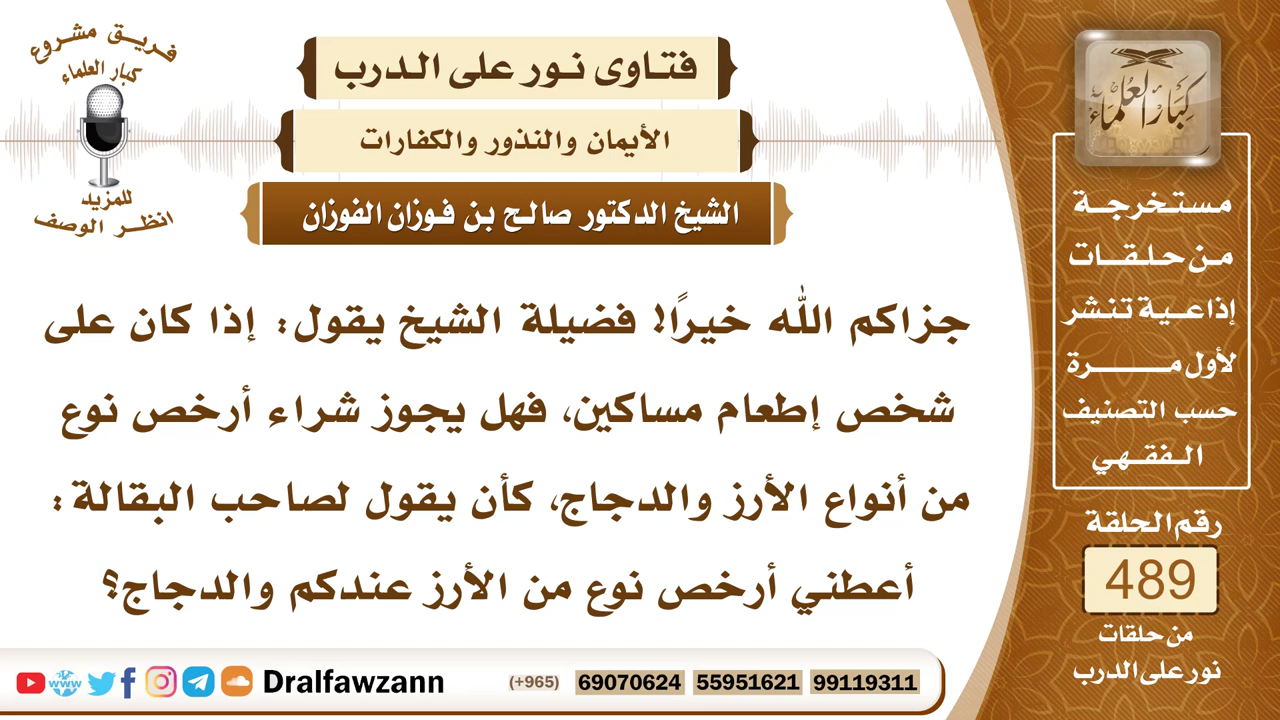 فريق مشروع
كبار العلماء
للمزيد
انظر الوصف
فتاوى نور على الدرب
الأيمان والنذور والكفارات
الشيخ الدكتور صالح بن فوزان الفوزان
جزاكم الله خيرًا! فضيلة الشيخ يقول: إذا كان على
شخص إطعام مساكين، فهل يجوز شراء أرخص نوع
من أنواع الأرز والدجاج، كأن يقول لصاحب البقالة:
أعطني أرخص نوع من الأرز عندكم والدجاج؟
كبار العلماء
مستخرجة
من حلقات
إذاعية تنشر
لأول مرة
حسب التصنيف
الفقهي
رقم الحلقة
489
من حلقات
نور على الدرب
www
Dralfawzann (+965) 69070624 55951621 99119311